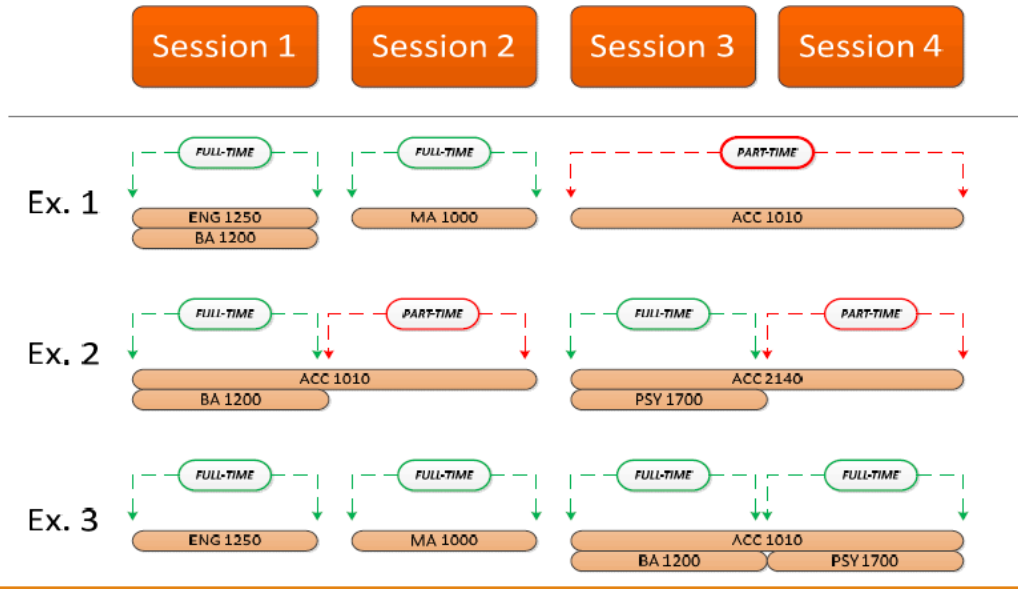 Session 1 Session 2 Session 3 Session 4
FULL-TIME FULL-TIME PART-TIME
Ex. 1
ENG 1250 MA 1000 ACC 1010
BA 1200
FULL-TIME PART-TIME FULL-TIME PART-TIME
Ex. 2
ACC 1010 ACC 2140
BA 1200 PSY 1700
FULL-TIME FULL-TIME FULL-TIME FULL-TIME
Ex. 3
ENG 1250 MA 1000 ACC 1010
BA 1200 PSY 1700